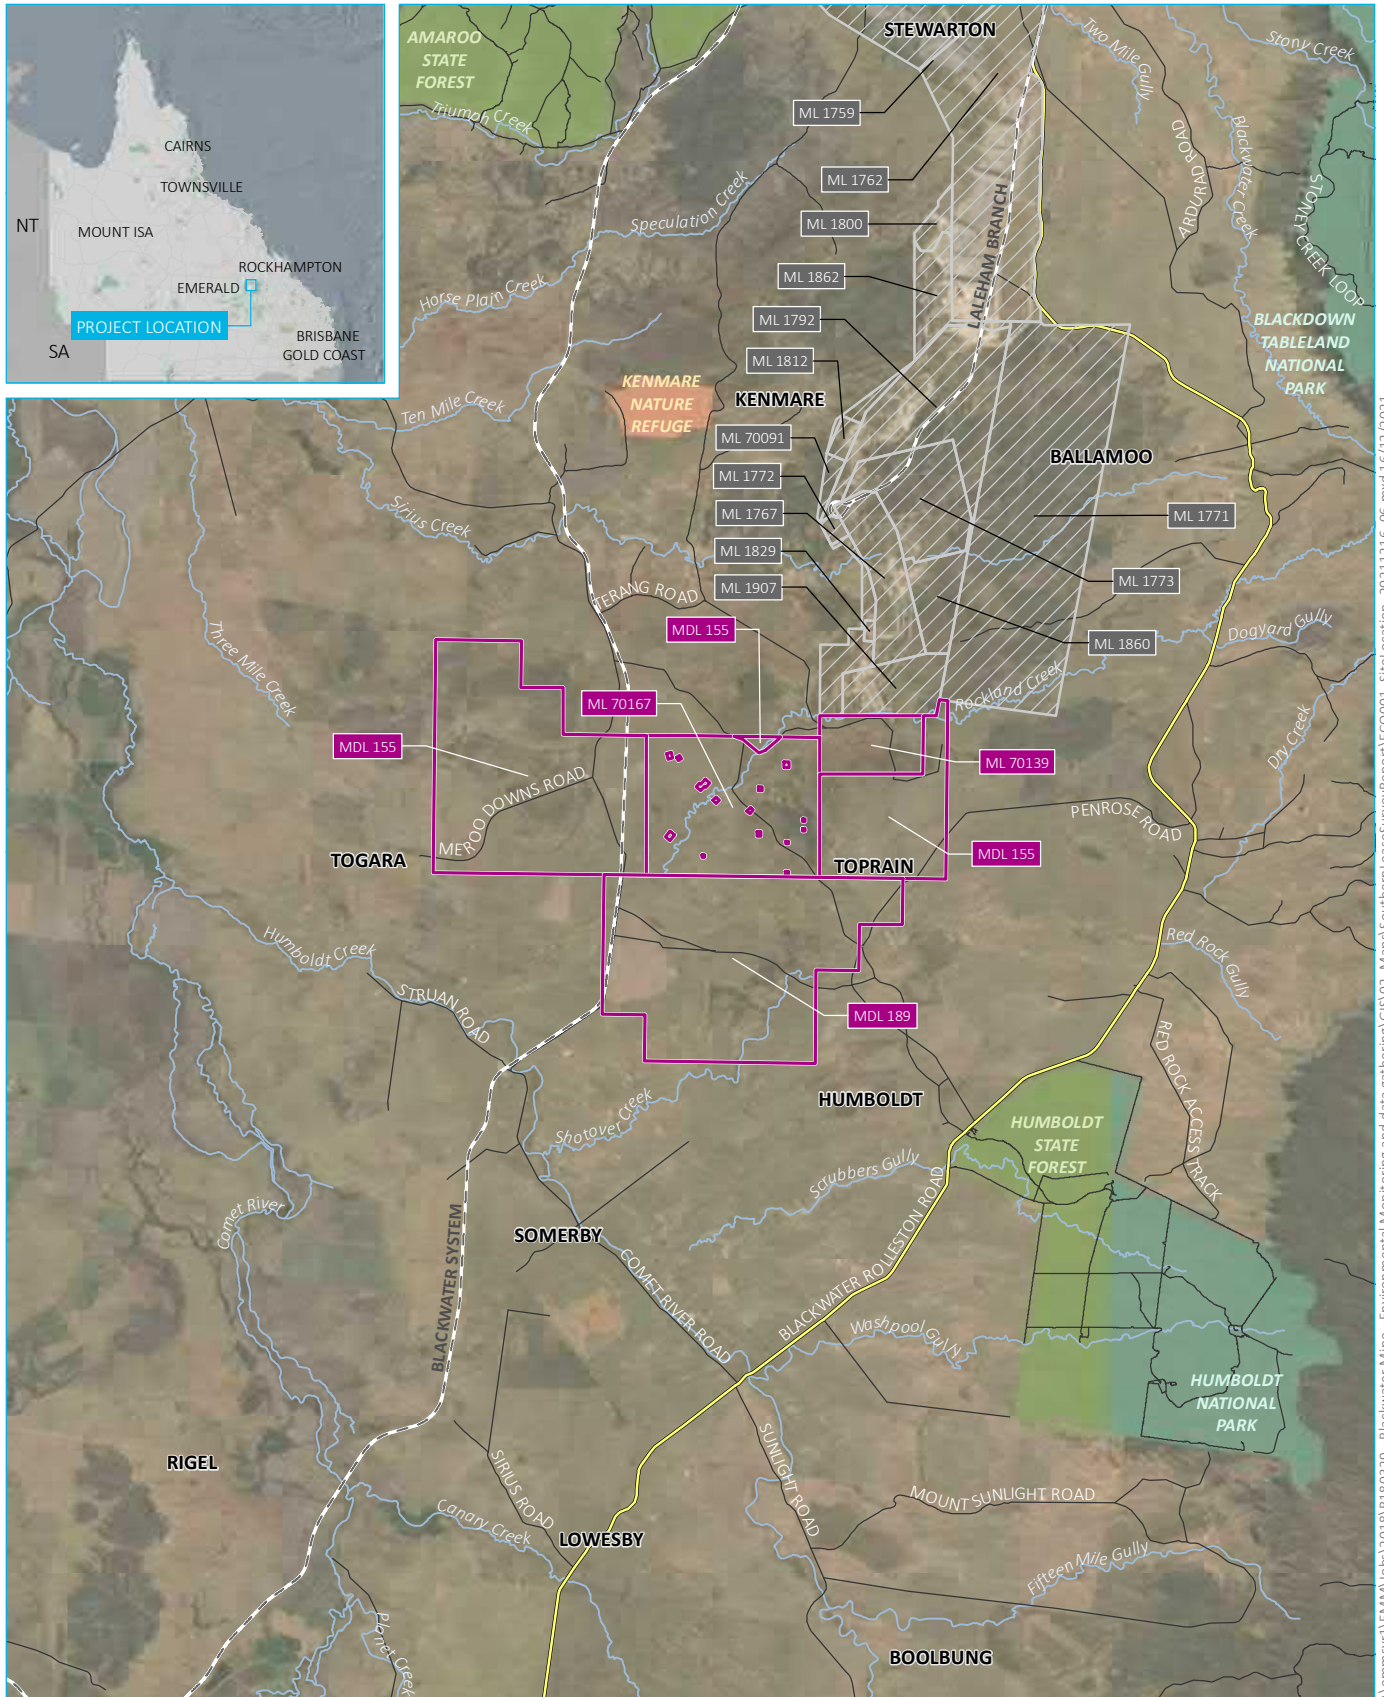 CAIRNS
TOWNSVILLE
NT
MOUNT ISA
ROCKHAMPTON
EMERALD
PROJECT LOCATION
SA
BRISBANE
GOLD COAST
AMAROO
STATE
FOREST
Triumph Creek
STEWARTON
Two Mile Gully
Stony Creek
ML 1759
ARDURAD ROAD
Blackwater Creek
ML 1762
STONEY CREEK LOOP
Speculation Creek
ML 1800
LALEHAM BRANCH
ML 1862
Horse Plain Creek
ML 1792
BLACKDOWN
TABLELAND
NATIONAL
PARK
ML 1812
KENMARE
NATURE
REFUGE
KENMARE
Ten Mile Creek
ML 70091
BALLAMOO
ML 1772
ML 1767
ML 1771
Sirius Creek
ML 1829
ML 1773
ML 1907
TERANG ROAD
MDL 155
Dogyard Gully
ML 1860
Three Mile Creek
ML 70167
Rockland Creek
MDL 155
ML 70139
Dry Creek
MEROO DOWNS ROAD
PENROSE ROAD
TOGARA
TOPRAIN
MDL 155
Humboldt Creek
Red Rock Gully
STRUAN ROAD
MDL 189
RED ROCK ACCESS TRACK
HUMBOLDT
Shotover Creek
HUMBOLDT
STATE
FOREST
Scrubbers Gully
Comet River
SOMERBY
BLACKWATER SYSTEM
COMET RIVER ROAD
BLACKWATER ROLLESTON ROAD
Washpool Gully
HUMBOLDT
NATIONAL
PARK
RIGEL
SIRIUS ROAD
SUNLIGHT ROAD
MOUNT SUNLIGHT ROAD
Canary Creek
LOWESBY
Fifteen Mile Gully
Planet Creek
BOOLBUNG